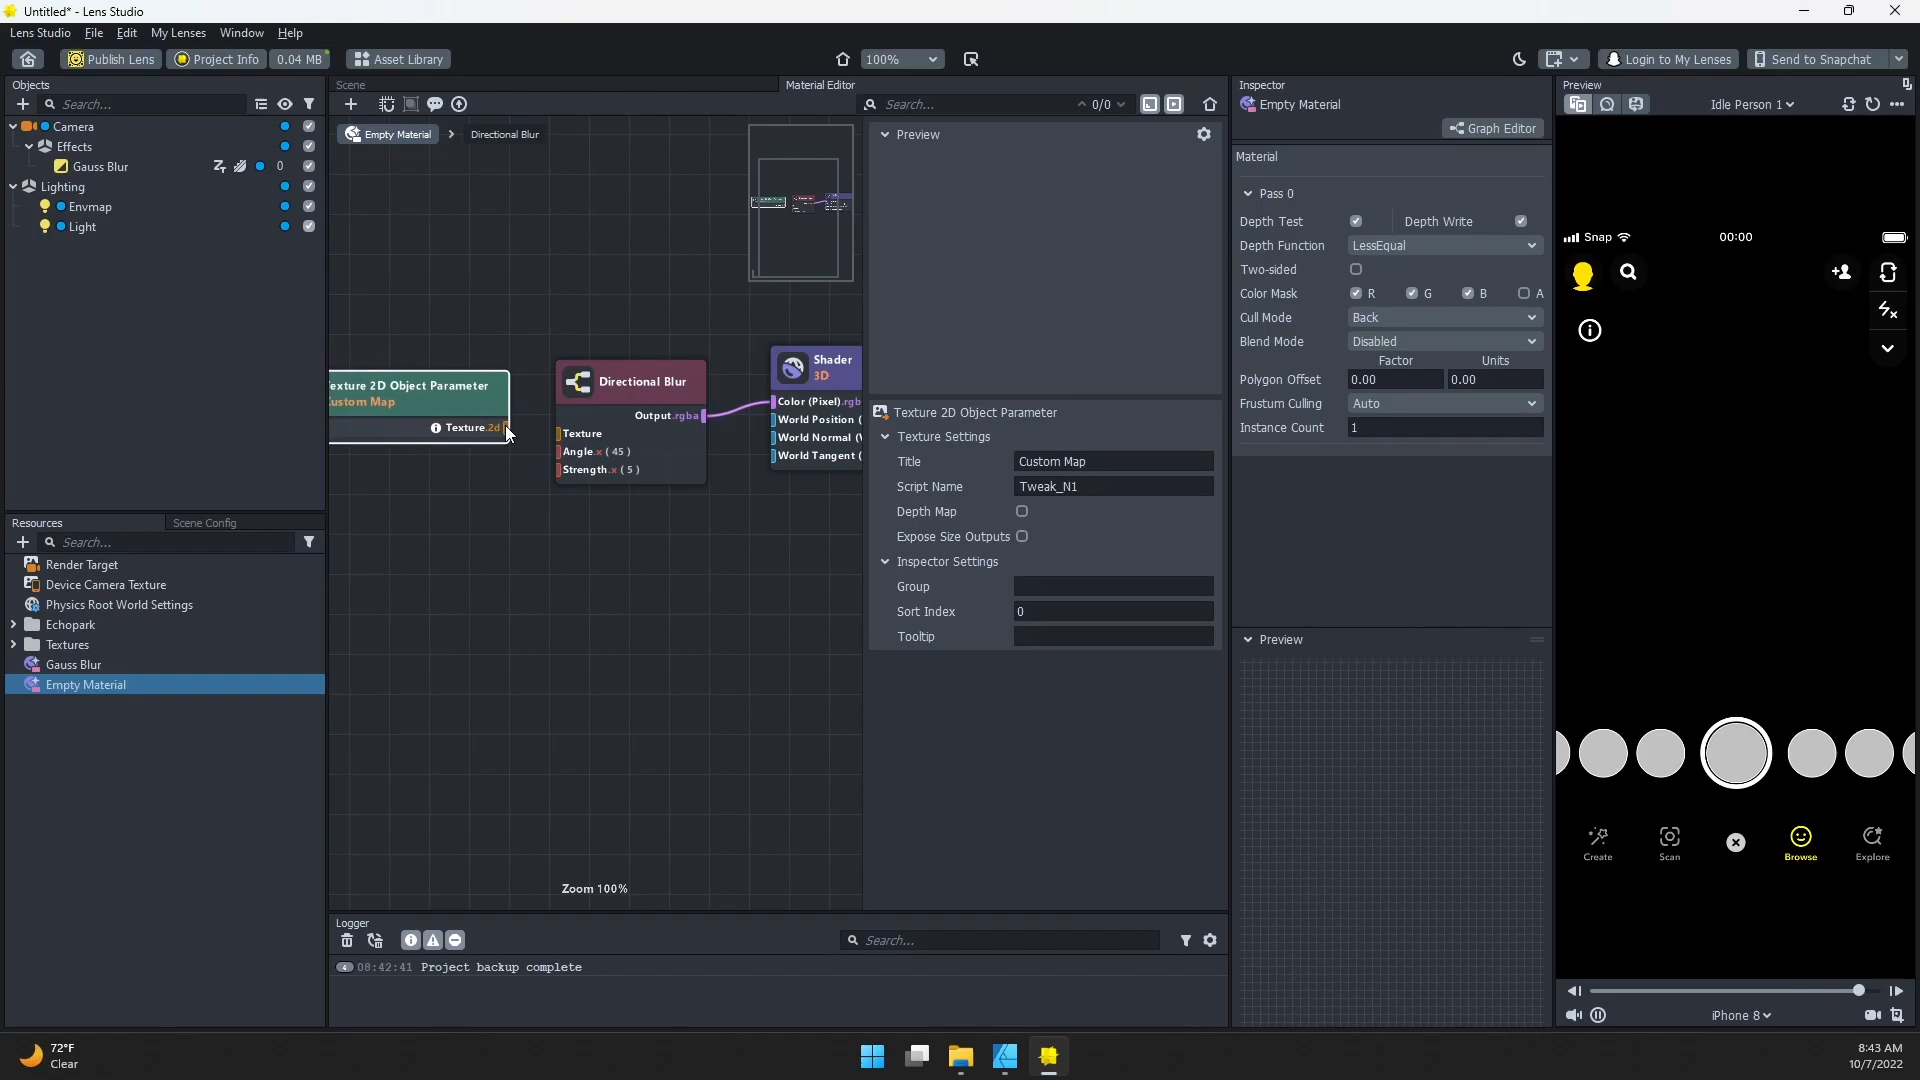 Untitled* - Lens Studio
Lens Studio File Edit My Lenses Window Help
Publish Lens Project Info 0.04 MB Asset Library 100% Login to My Lenses Send to Snapchat
Objects
Search...
Camera
Effects
Gauss Blur 0
Lighting
Envmap
Light
Resources Scene Config
Search...
Render Target
Device Camera Texture
Physics Root World Settings
Echopark
Textures
Gauss Blur
Empty Material
Scene Material Editor
Search... 0/0
Empty Material > Directional Blur
exture 2D Object Parameter
ustom Map
Texture.2d
Directional Blur
Output.rgba
Texture
Angle.x ( 45 )
Strength.x ( 5 )
Shader
3D
Color (Pixel).rgb
World Position (
World Normal (V
World Tangent (
Zoom 100%
Preview
Texture 2D Object Parameter
Texture Settings
Title Custom Map
Script Name Tweak_N1
Depth Map
Expose Size Outputs
Inspector Settings
Group
Sort Index 0
Tooltip
Logger
Search...
4 08:42:41 Project backup complete
Inspector
Empty Material
Graph Editor
Material
Pass 0
Depth Test Depth Write
Depth Function LessEqual
Two-sided
Color Mask R G B A
Cull Mode Back
Blend Mode Disabled
Factor Units
Polygon Offset 0.00 0.00
Frustum Culling Auto
Instance Count 1
Preview
Preview
Idle Person 1
Snap 00:00
Create Scan Browse Explore
iPhone 8
72°F
Clear
8:43 AM
10/7/2022